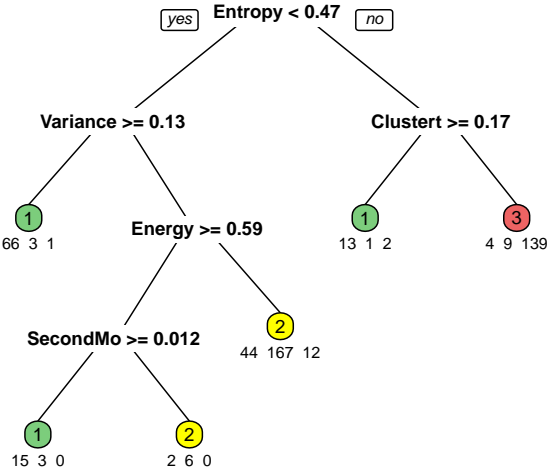 Entropy < 0.47
yes
no
Variance >= 0.13
Clustert >= 0.17
1
66 3 1
Energy >= 0.59
1
13 1 2
3
4 9 139
SecondMo >= 0.012
2
44 167 12
1
15 3 0
2
2 6 0